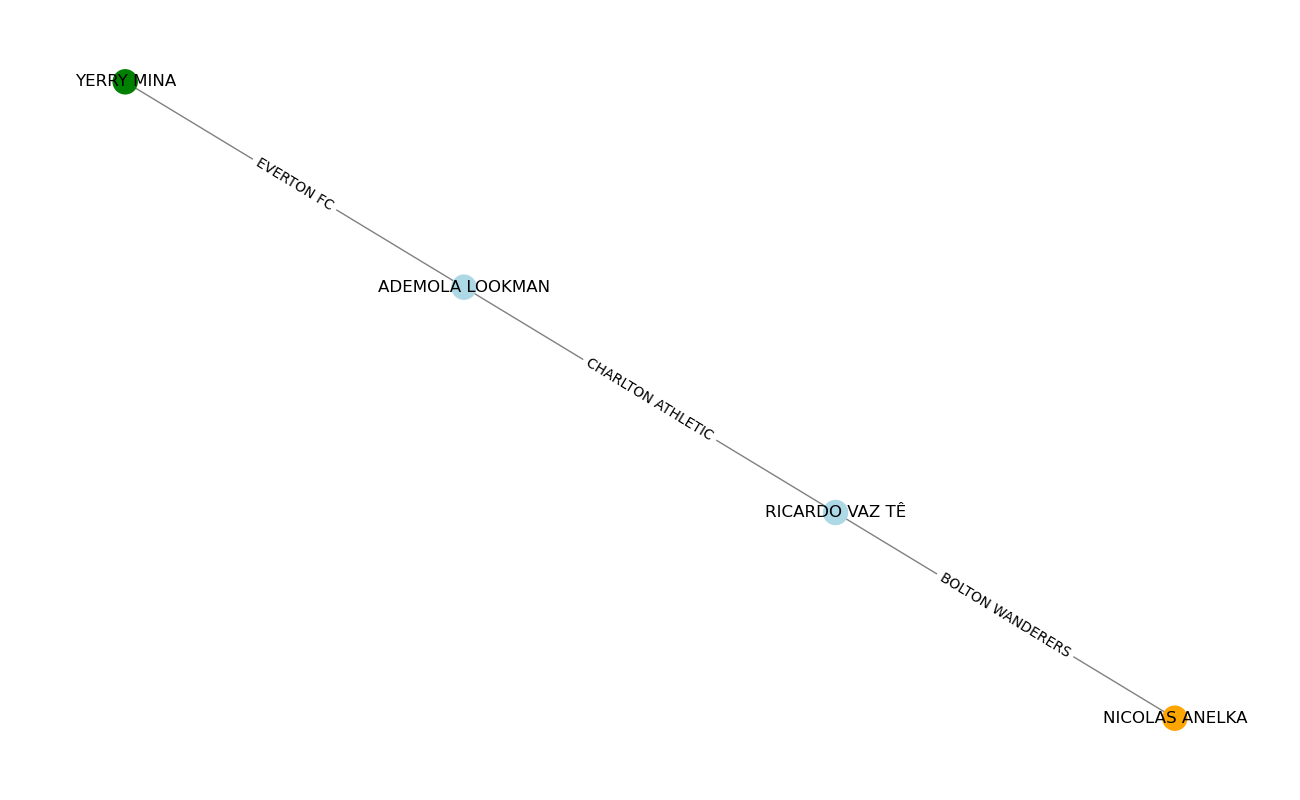 YERRY MINA
EVERTON FC
ADEMOLA LOOKMAN
CHARLTON ATHLETIC
RICARDO VAZ TÊ
BOLTON WANDERERS
NICOLAS ANELKA